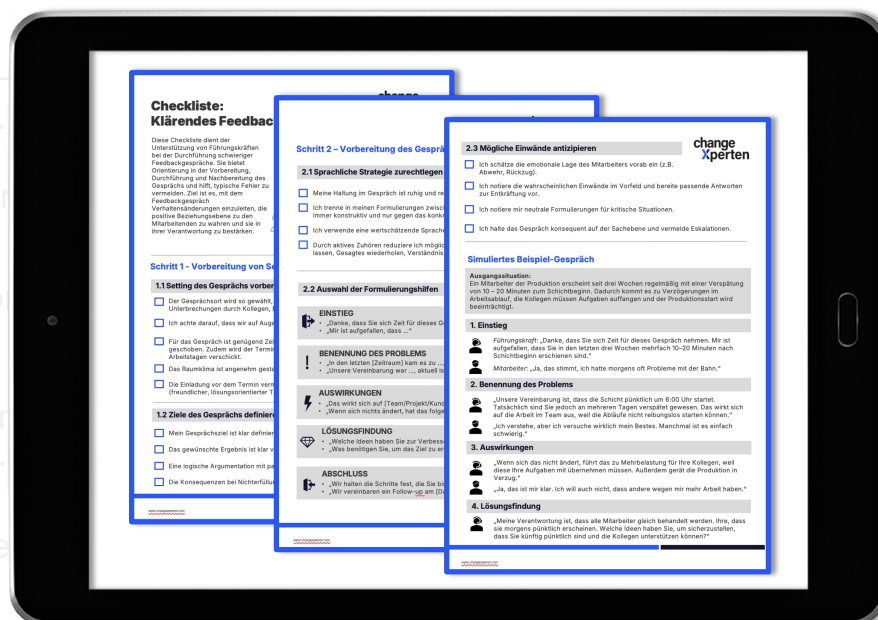 Checkliste:
Klärendes Feedbac
Diese Checkliste dient der
Unterstützung von Führungskräften
bei der Durchführung schwieriger
Feedbackgespräche. Sie bietet
Orientierung in der Vorbereitung,
Durchführung und Nachbereitung des
Gesprächs und hilft, typische Fehler zu
vermeiden. Ziel ist es, mit dem
Feedbackgespräch
Verhaltensänderungen einzuleiten, die
positive Beziehungsebene zu den
Mitarbeitenden zu wahren und sie in
ihrer Verantwortung zu bestärken.
Schritt 1 - Vorbereitung von Se
1.1 Setting des Gesprächs vorber
Der Gesprächsort wird so gewählt,
Unterbrechungen durch Kollegen,
Ich achte darauf, dass wir auf Auge
Für das Gespräch ist genügend Zei
geschoben. Zudem wird der Termin
Arbeitstagen verschickt.
Das Raumklima ist angenehm gesta
Die Einladung vor dem Termin verm
(freundlicher, lösungsorientierter T
1.2 Ziele des Gesprächs definiere
Mein Gesprächsziel ist klar definier
Das gewünschte Ergebnis ist klar v
Eine logische Argumentation mit pa
Die Konsequenzen bei Nichterfüllu
www.changexperten.com
change
Schritt 2 – Vorbereitung des Gesprä
2.1 Sprachliche Strategie zurechtlegen
Meine Haltung im Gespräch ist ruhig und re
Ich trenne in meinen Formulierungen zwisc
immer konstruktiv und nur gegen das konk
Ich verwende eine wertschätzende Sprache
Durch aktives Zuhören reduziere ich möglic
lassen, Gesagtes wiederholen, Verständnis
2.2 Auswahl der Formulierungshilfen
EINSTIEG
• „Danke, dass Sie sich Zeit für dieses G
• „Mir ist aufgefallen, dass …“
BENENNUNG DES PROBLEMS
• „In den letzten [Zeitraum] kam es zu …,
• „Unsere Vereinbarung war …, aktuell is
AUSWIRKUNGEN
• „Das wirkt sich auf [Team/Projekt/Kund
• „Wenn sich nichts ändert, hat das folge
LÖSUNGSFINDUNG
• „Welche Ideen haben Sie zur Verbess
• „Was benötigen Sie, um das Ziel zu er
ABSCHLUSS
• „Wir halten die Schritte fest, die Sie bi
• „Wir vereinbaren ein Follow-up am [Da
www.changexperten.com
change
Xperten
2.3 Mögliche Einwände antizipieren
Ich schätze die emotionale Lage des Mitarbeiters vorab ein (z.B.
Abwehr, Rückzug).
Ich notiere die wahrscheinlichen Einwände im Vorfeld und bereite passende Antworten
zur Entkräftung vor.
Ich notiere mir neutrale Formulierungen für kritische Situationen.
Ich halte das Gespräch konsequent auf der Sachebene und vermeide Eskalationen.
Simuliertes Beispiel-Gespräch
Ausgangssituation:
Ein Mitarbeiter der Produktion erscheint seit drei Wochen regelmäßig mit einer Verspätung
von 10 – 20 Minuten zum Schichtbeginn. Dadurch kommt es zu Verzögerungen im
Arbeitsablauf, die Kollegen müssen Aufgaben auffangen und der Produktionsstart wird
beeinträchtigt.
1. Einstieg
Führungskraft: „Danke, dass Sie sich Zeit für dieses Gespräch nehmen. Mir ist
aufgefallen, dass Sie in den letzten drei Wochen mehrfach 10–20 Minuten nach
Schichtbeginn erschienen sind.“
Mitarbeiter: „Ja, das stimmt, ich hatte morgens oft Probleme mit der Bahn.“
2. Benennung des Problems
„Unsere Vereinbarung ist, dass die Schicht pünktlich um 6:00 Uhr startet.
Tatsächlich sind Sie jedoch an mehreren Tagen verspätet gewesen. Das wirkt sich
auf die Arbeit im Team aus, weil die Abläufe nicht reibungslos starten können.“
„Ich verstehe, aber ich versuche wirklich mein Bestes. Manchmal ist es einfach
schwierig.“
3. Auswirkungen
„Wenn sich das nicht ändert, führt das zu Mehrbelastung für Ihre Kollegen, weil
diese Ihre Aufgaben mit übernehmen müssen. Außerdem gerät die Produktion in
Verzug.“
„Ja, das ist mir klar. Ich will auch nicht, dass andere wegen mir mehr Arbeit haben.“
4. Lösungsfindung
„Meine Verantwortung ist, dass alle Mitarbeiter gleich behandelt werden. Ihre, dass
sie morgens pünktlich erscheinen. Welche Ideen haben Sie, um sicherzustellen,
dass Sie künftig pünktlich sind und die Kollegen unterstützen können?“
www.changexperten.com